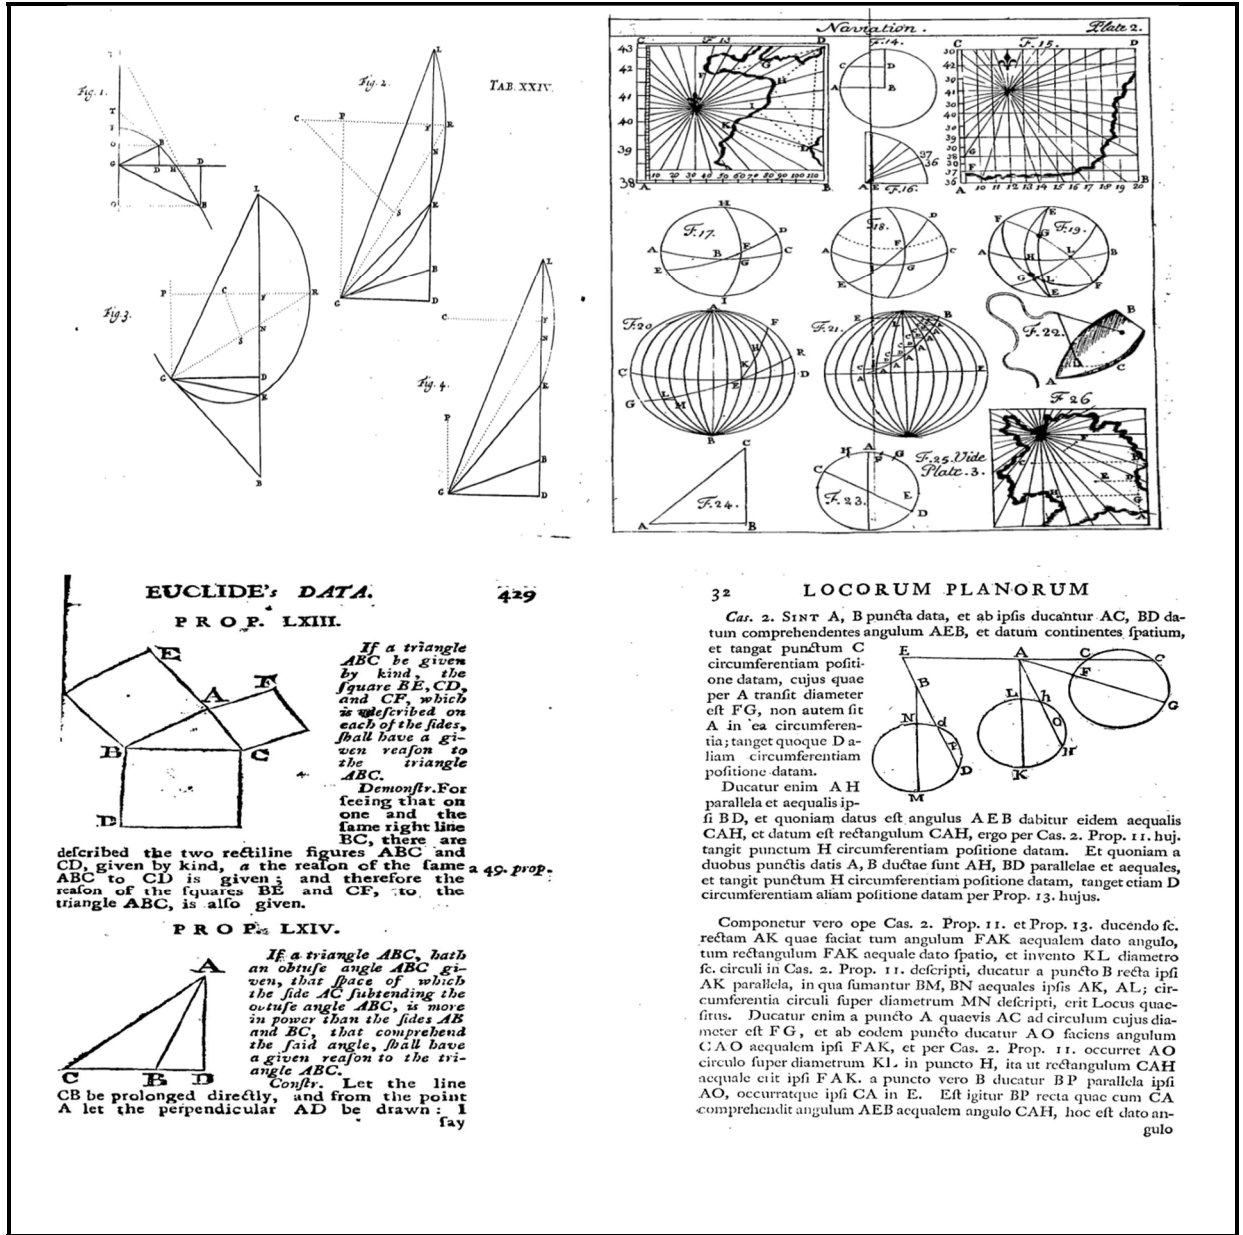 TAB. XXIV.
Fig. 1.
Fig. 2.
Fig. 3.
Fig. 4.
Naviation. Plate 2.
F. 13
F. 14.
F. 15.
F. 16.
F. 17.
F. 18.
F. 19.
F. 20
F. 21.
F. 22.
F. 23.
F. 24.
F. 25. Vide
Plate. 3.
F 26
EUCLIDE's DATA. 429
PROP. LXIII.
If a triangle
ABC be given
by kind, the
ſquare BE, CD,
and CF, which
is deſcribed on
each of the ſides,
ſhall have a gi-
ven reaſon to
the triangle
ABC.
Demonſtr. For
ſeeing that on
one and the
ſame right line
BC, there are
deſcribed the two rectiline figures ABC and
CD, given by kind, a the reaſon of the ſame a 49. prop.
ABC to CD is given; and therefore the
reaſon of the ſquares BE and CF, to the
triangle ABC, is alſo given.
PROP. LXIV.
If a triangle ABC, hath
an obtuſe angle ABC gi-
ven, that ſpace of which
the ſide AC ſubtending the
obtuſe angle ABC, is more
in power than the ſides AB
and BC, that comprehend
the ſaid angle, ſhall have
a given reaſon to the tri-
angle ABC.
Conſtr. Let the line
CB be prolonged directly, and from the point
A let the perpendicular AD be drawn: I
ſay
32 LOCORUM PLANORUM
Cas. 2. SINT A, B puncta data, et ab ipſis ducantur AC, BD da-
tum comprehendentes angulum AEB, et datum continentes ſpatium,
et tangat punctum C
circumferentiam poſiti-
one datam, cujus quae
per A tranſit diameter
eſt FG, non autem ſit
A in ea circumferen-
tia; tanget quoque D a-
liam circumferentiam
poſitione datam.
Ducatur enim AH
parallela et aequalis ip-
ſi BD, et quoniam datus eſt angulus AEB dabitur eidem aequalis
CAH, et datum eſt rectangulum CAH, ergo per Cas. 2. Prop. 11. huj.
tangit punctum H circumferentiam poſitione datam. Et quoniam a
duobus punctis datis A, B ductae ſunt AH, BD parallelae et aequales,
et tangit punctum H circumferentiam poſitione datam, tanget etiam D
circumferentiam aliam poſitione datam per Prop. 13. hujus.
Componetur vero ope Cas. 2. Prop. 11. et Prop. 13. ducendo ſc.
rectam AK quae faciat tum angulum FAK aequalem dato angulo,
tum rectangulum FAK aequale dato ſpatio, et invento KL diametro
ſc. circuli in Cas. 2. Prop. 11. deſcripti, ducatur a puncto B recta ipſi
AK parallela, in qua ſumantur BM, BN aequales ipſis AK, AL; cir-
cumferentia circuli ſuper diametrum MN deſcripti, erit Locus quae-
ſitus. Ducatur enim a puncto A quaevis AC ad circulum cujus dia-
meter eſt FG, et ab eodem puncto ducatur AO faciens angulum
CAO aequalem ipſi FAK, et per Cas. 2. Prop. 11. occurret AO
circulo ſuper diametrum KL in puncto H, ita ut rectangulum CAH
aequale erit ipſi FAK. a puncto vero B ducatur BP parallela ipſi
AO, occurratque ipſi CA in E. Eſt igitur BP recta quae cum CA
comprehendit angulum AEB aequalem angulo CAH, hoc eſt dato an-
gulo